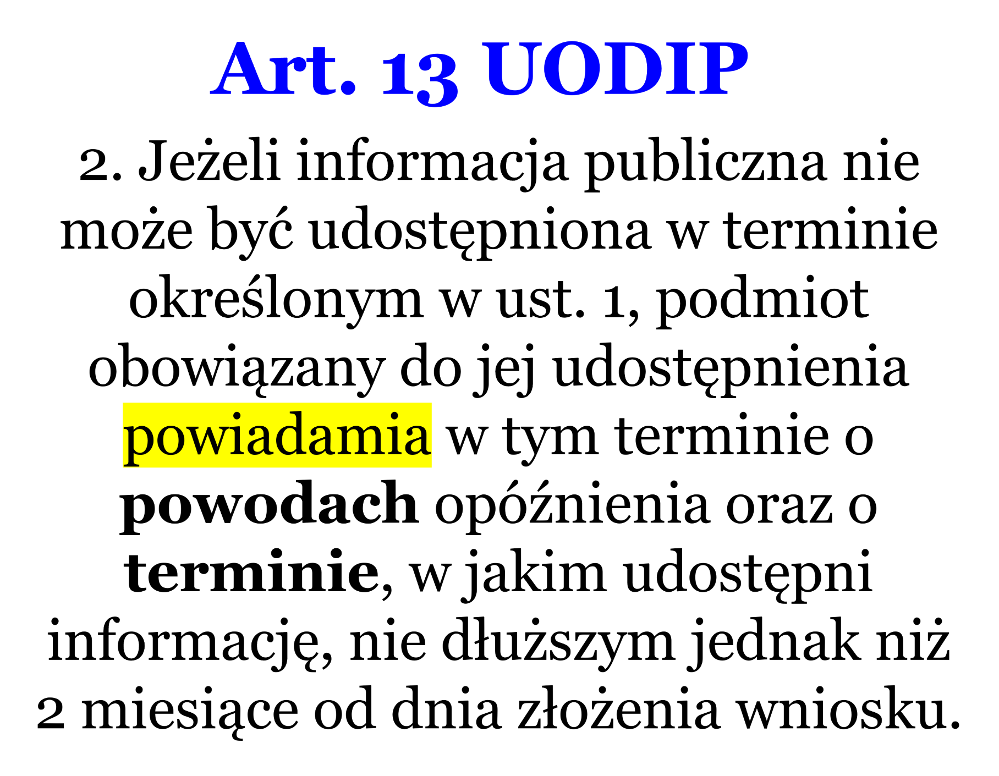 Art. 13 UODIP
2. Jeżeli informacja publiczna nie
może być udostępniona w terminie
określonym w ust. 1, podmiot
obowiązany do jej udostępnienia
powiadamia w tym terminie o
powodach opóźnienia oraz o
terminie, w jakim udostępni
informację, nie dłuższym jednak niż
2 miesiące od dnia złożenia wniosku.